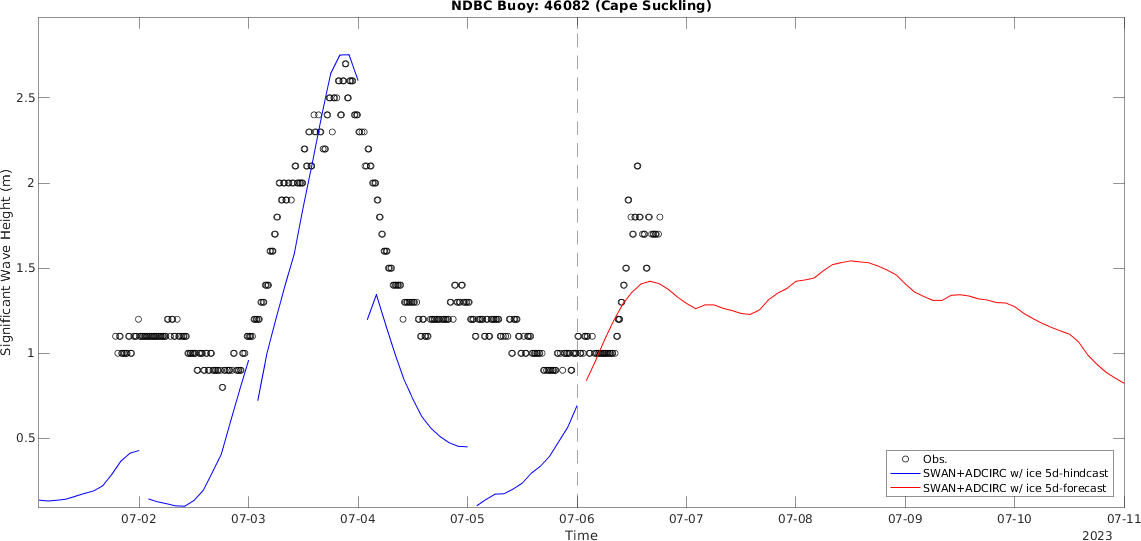 NDBC Buoy: 46082 (Cape Suckling)
Significant Wave Height (m)
2.5
2
1.5
1
0.5
Obs.
SWAN+ADCIRC w/ ice 5d-hindcast
SWAN+ADCIRC w/ ice 5d-forecast
07-02 07-03 07-04 07-05 07-06 07-07 07-08 07-09 07-10 07-11
Time
2023